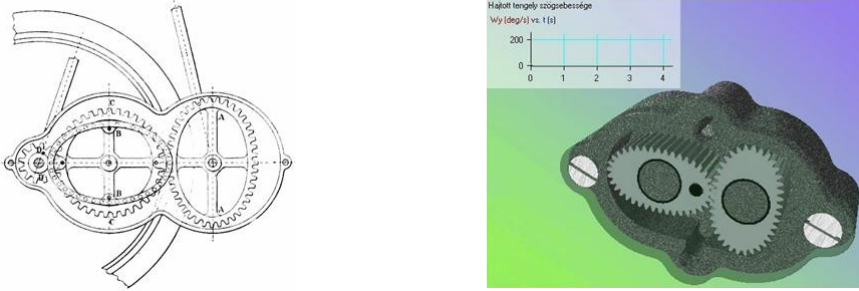 C
A
B
D
D
B
A
C
Hajtott tengely szögsebessége
Wy (deg/s) vs. t (s)
200
0
0 1 2 3 4